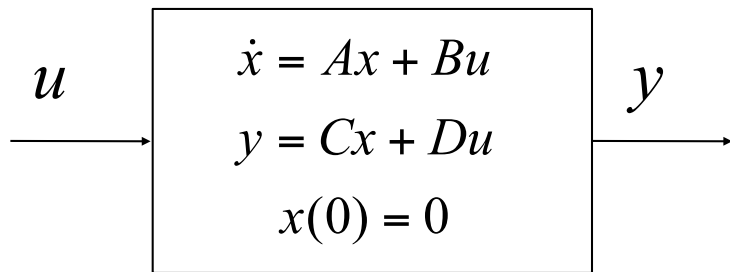 u
ẋ = Ax + Bu
y = Cx + Du
x(0) = 0
y